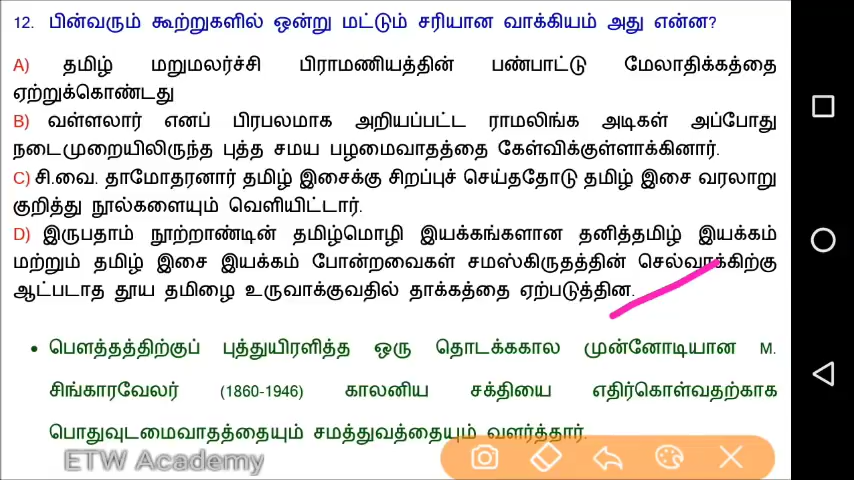 12. பின்வரும் கூற்றுகளில் ஒன்று மட்டும் சரியான வாக்கியம் அது என்ன?
A) தமிழ் மறுமலர்ச்சி பிராமணியத்தின் பண்பாட்டு மேலாதிக்கத்தை
ஏற்றுக்கொண்டது
B) வள்ளலார் எனப் பிரபலமாக அறியப்பட்ட ராமலிங்க அடிகள் அப்போது
நடைமுறையிலிருந்த புத்த சமய பழமைவாதத்தை கேள்விக்குள்ளாக்கினார்.
C) சி.வை. தாமோதரனார் தமிழ் இசைக்கு சிறப்புச் செய்ததோடு தமிழ் இசை வரலாறு
குறித்து நூல்களையும் வெளியிட்டார்.
D) இருபதாம் நூற்றாண்டின் தமிழ்மொழி இயக்கங்களான தனித்தமிழ் இயக்கம்
மற்றும் தமிழ் இசை இயக்கம் போன்றவைகள் சமஸ்கிருதத்தின் செல்வாக்கிற்கு
ஆட்படாத தூய தமிழை உருவாக்குவதில் தாக்கத்தை ஏற்படுத்தின.
• பௌத்தத்திற்குப் புத்துயிரளித்த ஒரு தொடக்ககால முன்னோடியான M.
சிங்காரவேலர் (1860-1946) காலனிய சக்தியை எதிர்கொள்வதற்காக
பொதுவுடமைவாதத்தையும் சமத்துவத்தையும் வளர்த்தார்.
ETW Academy